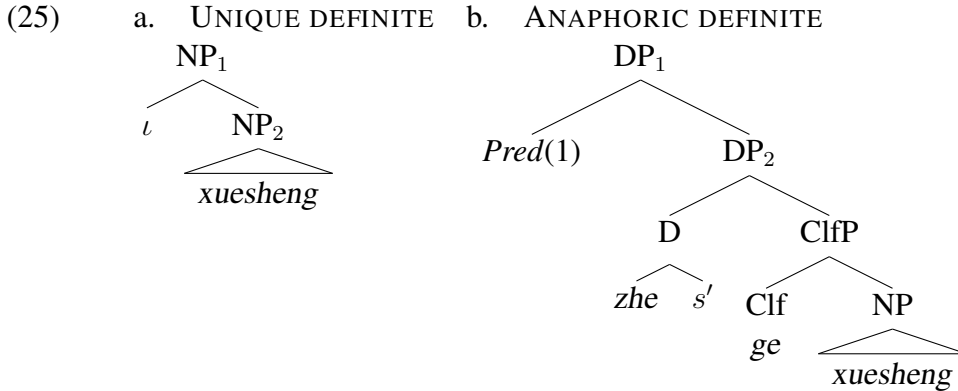 (25) a. UNIQUE DEFINITE b. ANAPHORIC DEFINITE
NP₁ DP₁
ι NP₂ Pred(1) DP₂
xuesheng
D ClfP
zhe s′ Clf NP
ge
xuesheng